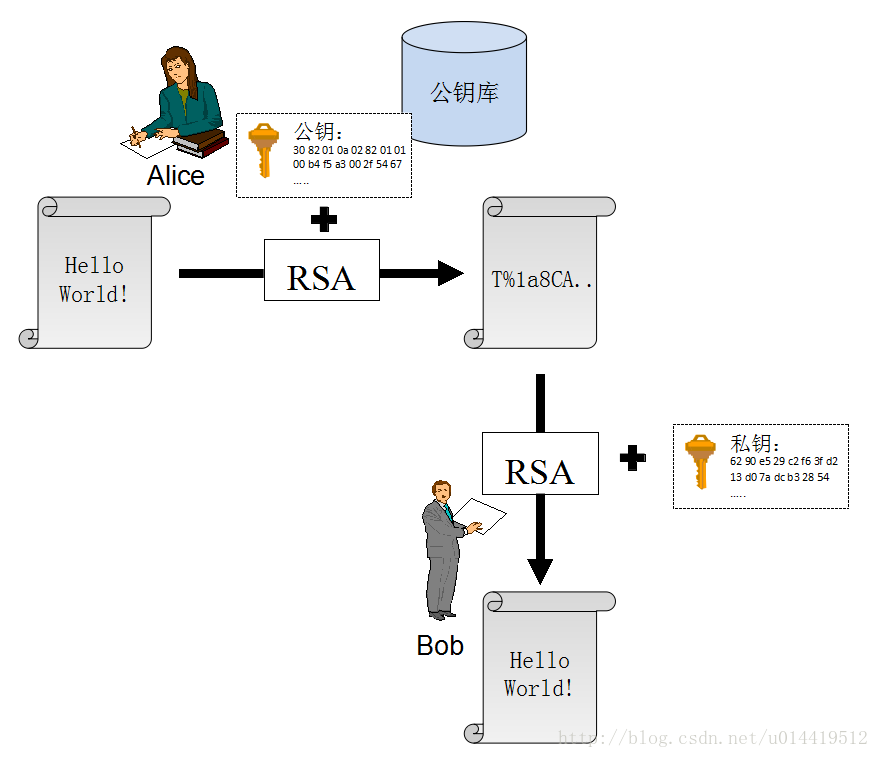 公钥库
公钥:
30 82 01 0a 02 82 01 01
00 b4 f5 a3 00 2f 54 67
.....
Alice
Hello
World!
RSA
T%1a8CA..
RSA
私钥:
62 90 e5 29 c2 f6 3f d2
13 d0 7a dc b3 28 54
.....
Bob
Hello
World!
http://blog.csdn.net/u014419512